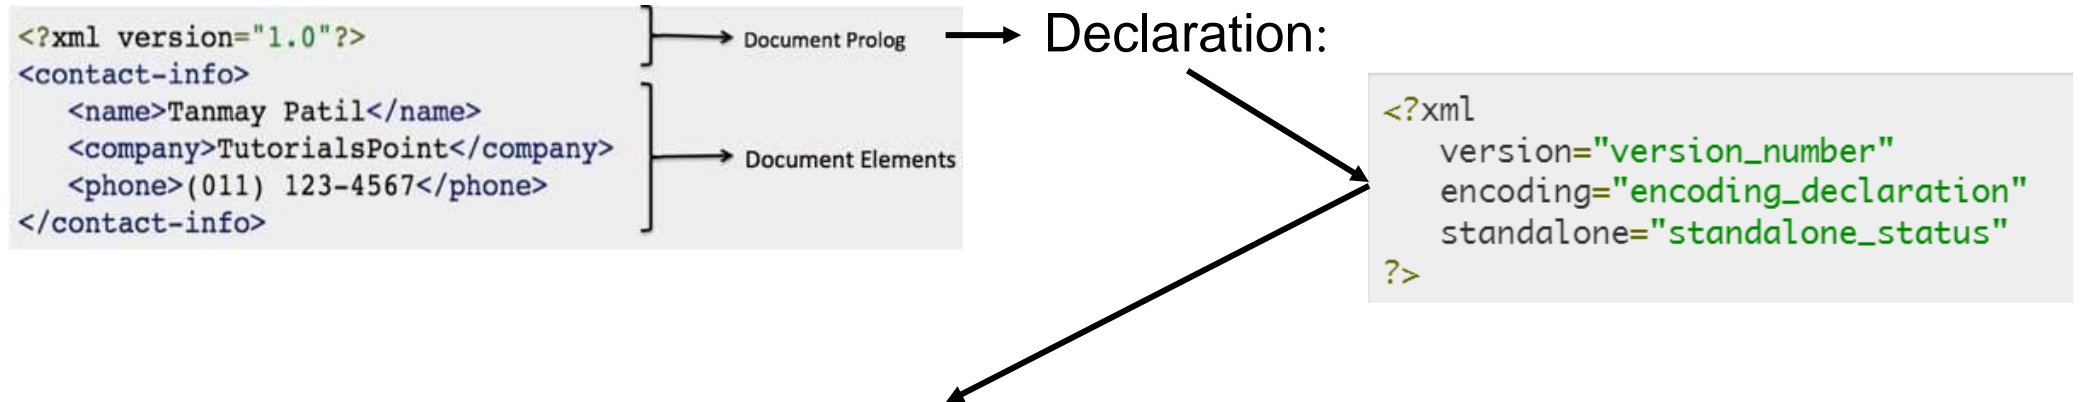 <?xml version="1.0"?>
<contact-info>
<name>Tanmay Patil</name>
<company>TutorialsPoint</company>
<phone>(011) 123-4567</phone>
</contact-info>
Document Prolog
Document Elements
Declaration:
<?xml
version="version_number"
encoding="encoding_declaration"
standalone="standalone_status"
?>